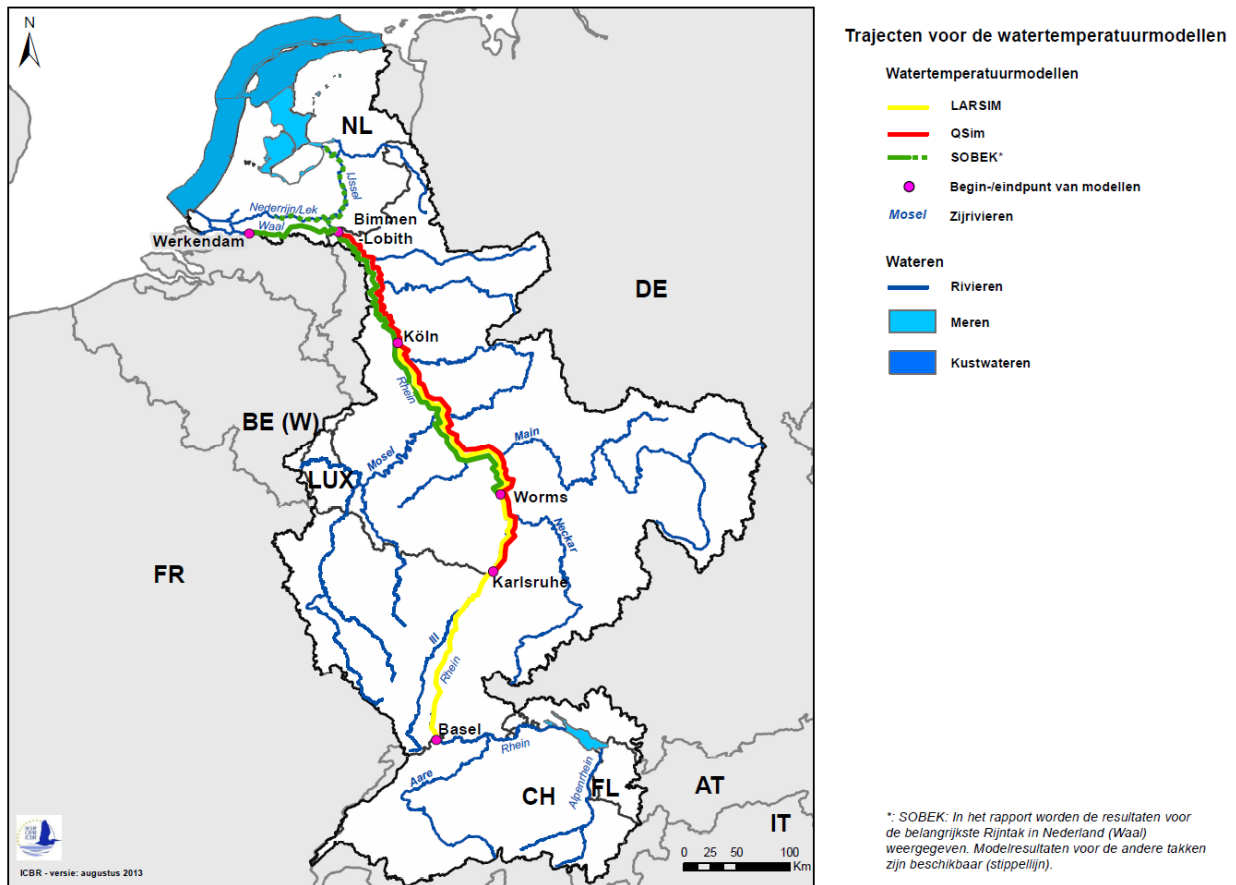 N
NL
IJssel
Nederrijn/Lek
Waal
Bimmen
-Lobith
Werkendam
DE
Köln
Rhein
BE (W)
Main
Mosel
LUX
Worms
Neckar
FR
Karlsruhe
Ill
Rhein
Basel
Rhein
Aare
Alpenrhein
CH
FL
AT
IT
0 25 50 100
Km
ICBR - versie: augustus 2013
Trajecten voor de watertemperatuurmodellen
Watertemperatuurmodellen
LARSIM
QSim
SOBEK*
Begin-/eindpunt van modellen
Mosel Zijrivieren
Wateren
Rivieren
Meren
Kustwateren
*: SOBEK: In het rapport worden de resultaten voor
de belangrijkste Rijntak in Nederland (Waal)
weergegeven. Modelresultaten voor de andere takken
zijn beschikbaar (stippellijn).